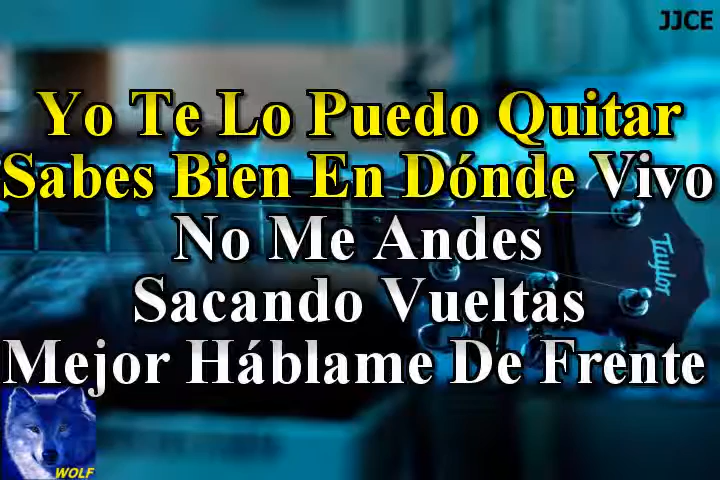 JJCE
Yo Te Lo Puedo Quitar
Sabes Bien En Dónde Vivo
No Me Andes
Taylor
Sacando Vueltas
Mejor Háblame De Frente
WOLF